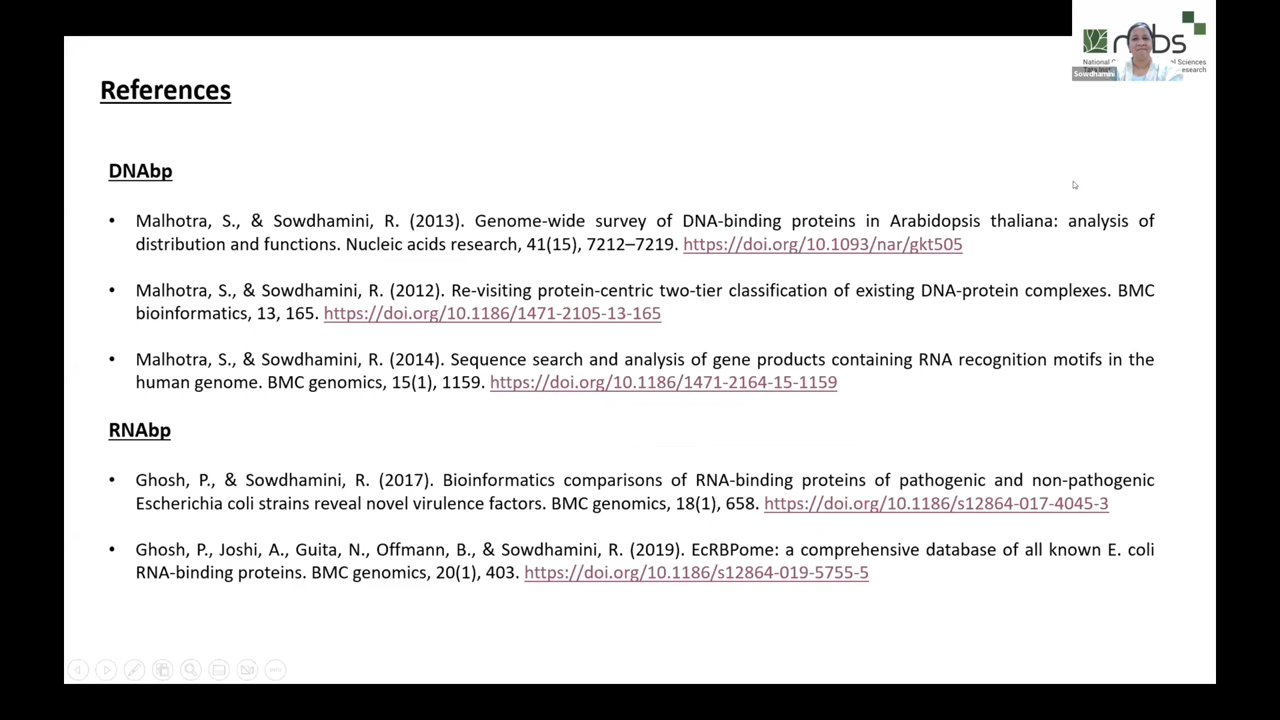 ncbs
National C l Sciences
Tata Inst esearch
Sowdhamini
References
DNAbp
• Malhotra, S., & Sowdhamini, R. (2013). Genome-wide survey of DNA-binding proteins in Arabidopsis thaliana: analysis of
distribution and functions. Nucleic acids research, 41(15), 7212–7219. https://doi.org/10.1093/nar/gkt505
• Malhotra, S., & Sowdhamini, R. (2012). Re-visiting protein-centric two-tier classification of existing DNA-protein complexes. BMC
bioinformatics, 13, 165. https://doi.org/10.1186/1471-2105-13-165
• Malhotra, S., & Sowdhamini, R. (2014). Sequence search and analysis of gene products containing RNA recognition motifs in the
human genome. BMC genomics, 15(1), 1159. https://doi.org/10.1186/1471-2164-15-1159
RNAbp
• Ghosh, P., & Sowdhamini, R. (2017). Bioinformatics comparisons of RNA-binding proteins of pathogenic and non-pathogenic
Escherichia coli strains reveal novel virulence factors. BMC genomics, 18(1), 658. https://doi.org/10.1186/s12864-017-4045-3
• Ghosh, P., Joshi, A., Guita, N., Offmann, B., & Sowdhamini, R. (2019). EcRBPome: a comprehensive database of all known E. coli
RNA-binding proteins. BMC genomics, 20(1), 403. https://doi.org/10.1186/s12864-019-5755-5